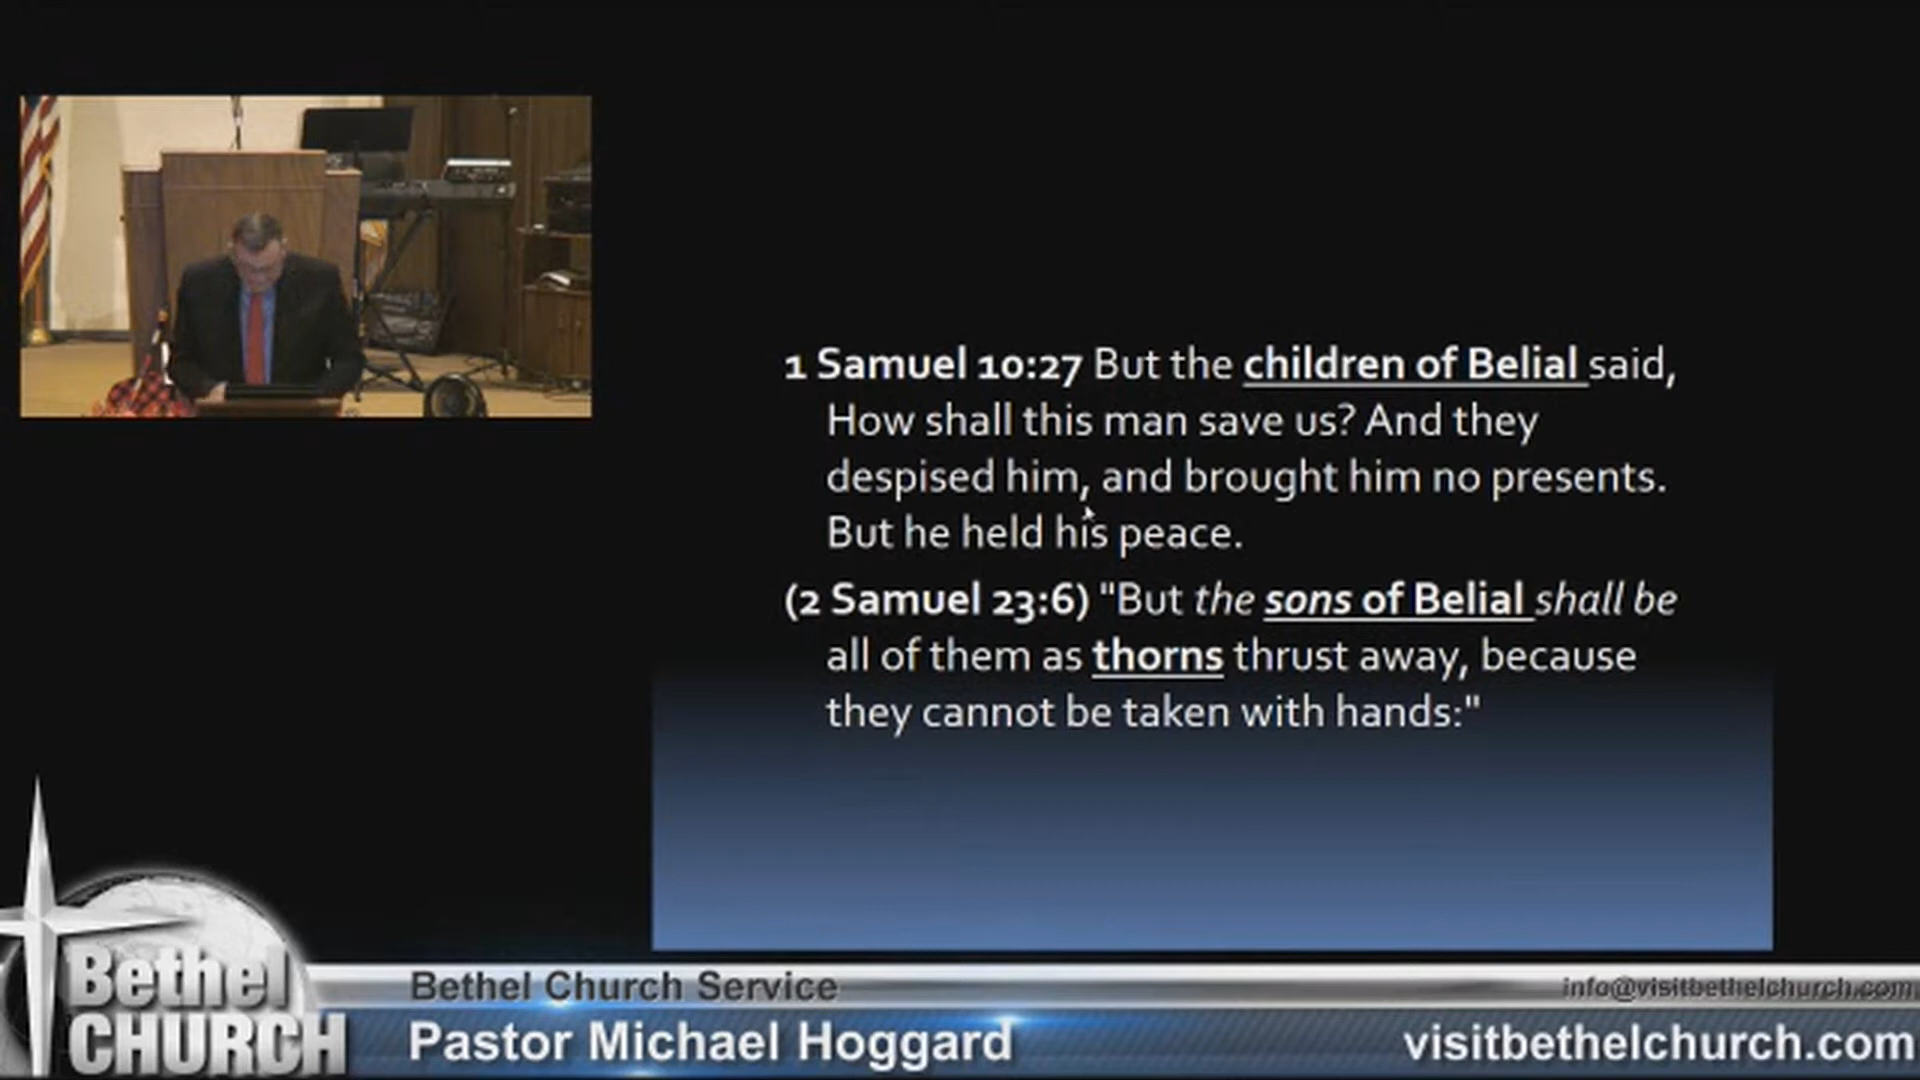 1 Samuel 10:27 But the children of Belial said,
How shall this man save us? And they
despised him, and brought him no presents.
But he held his peace.
(2 Samuel 23:6) "But the sons of Belial shall be
all of them as thorns thrust away, because
they cannot be taken with hands:"
Bethel
CHURCH
Bethel Church Service
info@visitbethelchurch.com
Pastor Michael Hoggard
visitbethelchurch.com